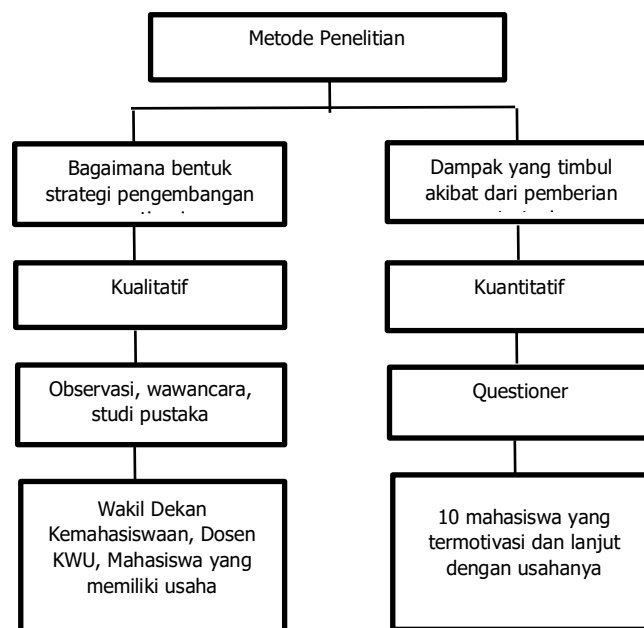 Metode Penelitian
Bagaimana bentuk
strategi pengembangan
Kualitatif
Observasi, wawancara,
studi pustaka
Wakil Dekan
Kemahasiswaan, Dosen
KWU, Mahasiswa yang
memiliki usaha
Dampak yang timbul
akibat dari pemberian
Kuantitatif
Questioner
10 mahasiswa yang
termotivasi dan lanjut
dengan usahanya